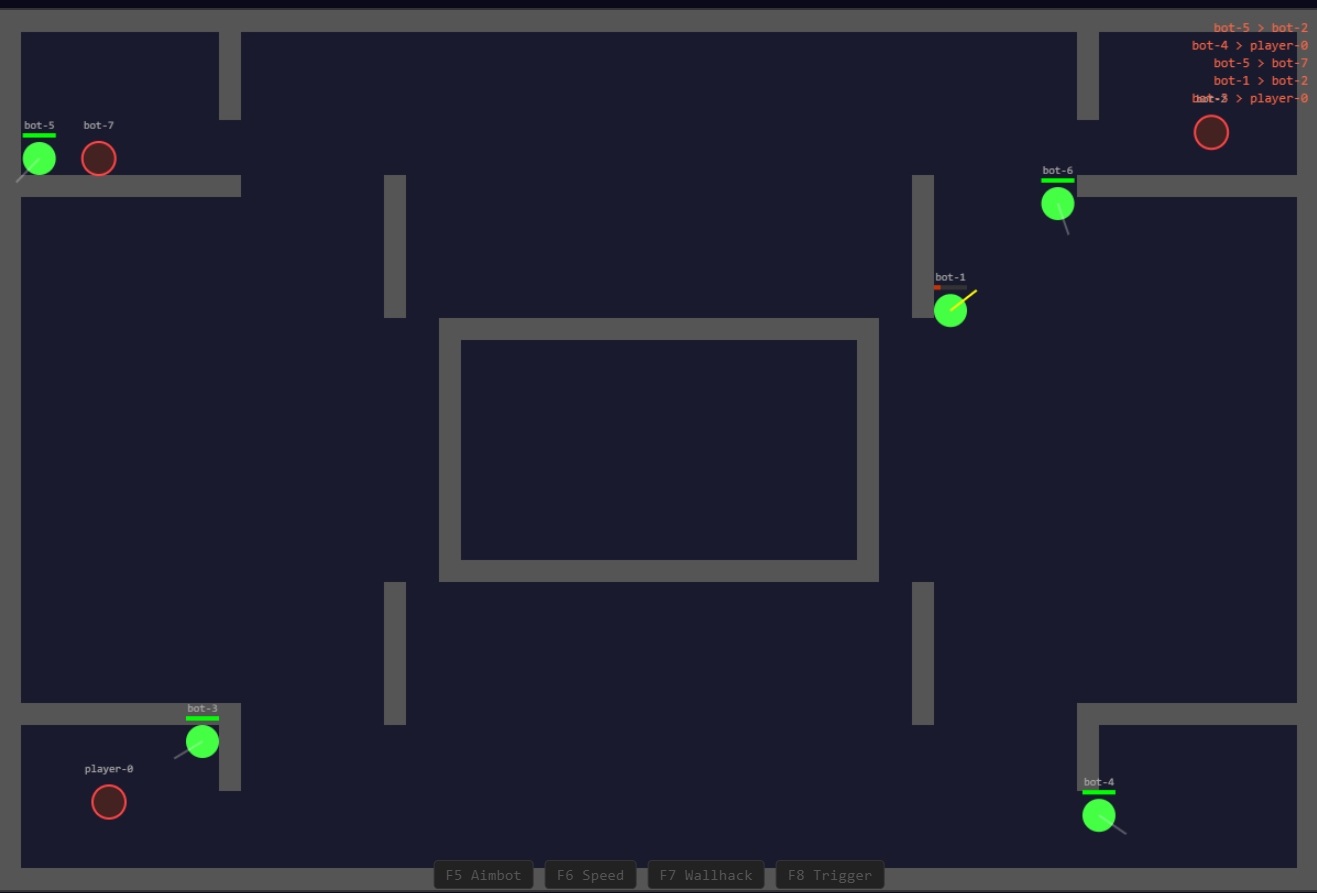 bot-5 > bot-2
bot-4 > player-0
bot-5 > bot-7
bot-1 > bot-2
bot-3 > player-0
bot-5
bot-7
bot-6
bot-1
bot-3
player-0
bot-4
F5 Aimbot
F6 Speed
F7 Wallhack
F8 Trigger